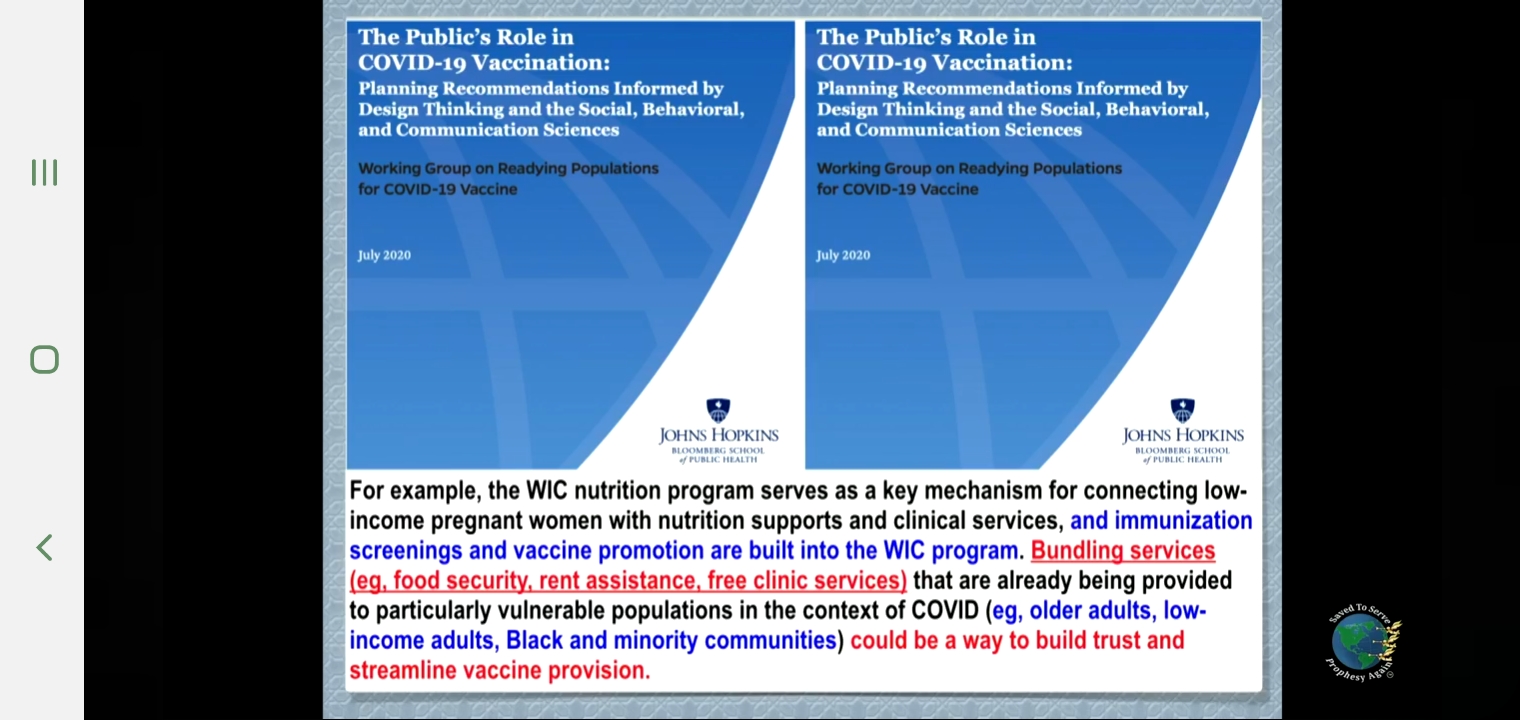 The Public's Role in
COVID-19 Vaccination:
Planning Recommendations Informed by
Design Thinking and the Social, Behavioral,
and Communication Sciences
Working Group on Readying Populations
for COVID-19 Vaccine
July 2020
JOHNS HOPKINS
BLOOMBERG SCHOOL
of PUBLIC HEALTH
The Public's Role in
COVID-19 Vaccination:
Planning Recommendations Informed by
Design Thinking and the Social, Behavioral,
and Communication Sciences
Working Group on Readying Populations
for COVID-19 Vaccine
July 2020
JOHNS HOPKINS
BLOOMBERG SCHOOL
of PUBLIC HEALTH
For example, the WIC nutrition program serves as a key mechanism for connecting low-
income pregnant women with nutrition supports and clinical services, and immunization
screenings and vaccine promotion are built into the WIC program. Bundling services
(eg, food security, rent assistance, free clinic services) that are already being provided
to particularly vulnerable populations in the context of COVID (eg, older adults, low-
income adults, Black and minority communities) could be a way to build trust and
streamline vaccine provision.
Saved To Serve
Prophesy Again